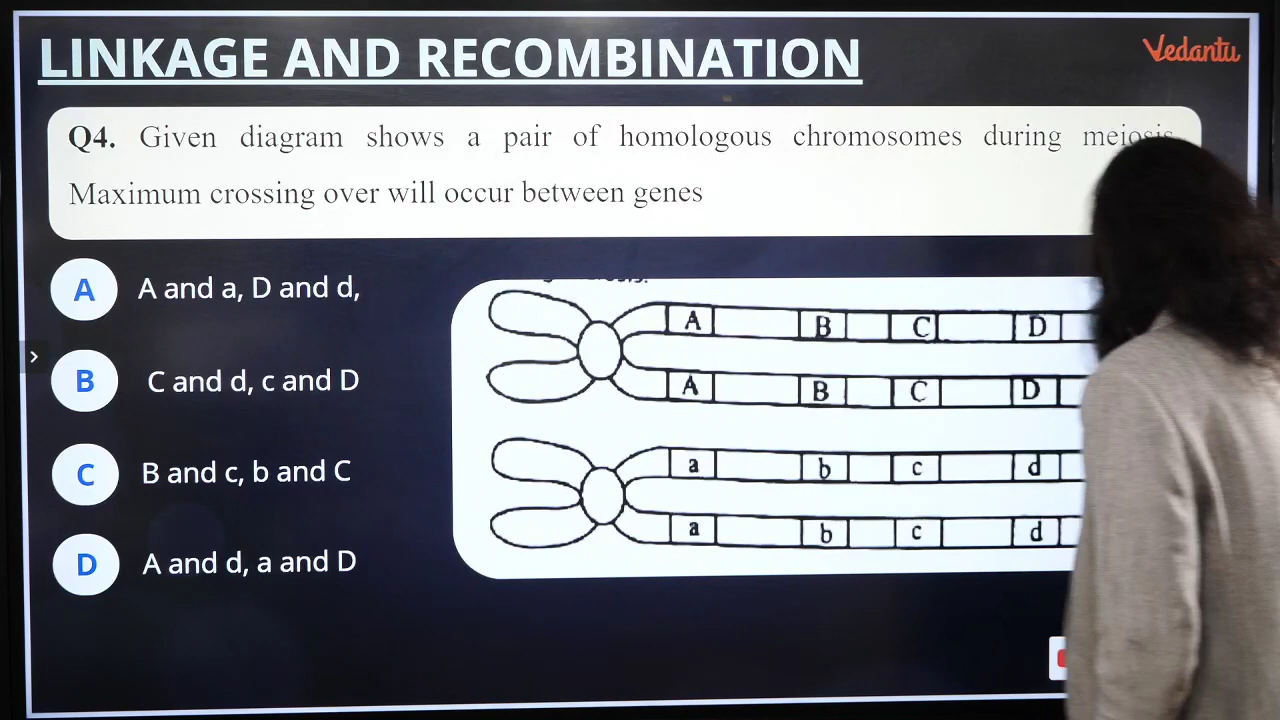 LINKAGE AND RECOMBINATION
Vedantu
Q4. Given diagram shows a pair of homologous chromosomes during meiosis.
Maximum crossing over will occur between genes
A A and a, D and d,
B C and d, c and D
C B and c, b and C
D A and d, a and D
A B C D
A B C D
a b c d
a b c d